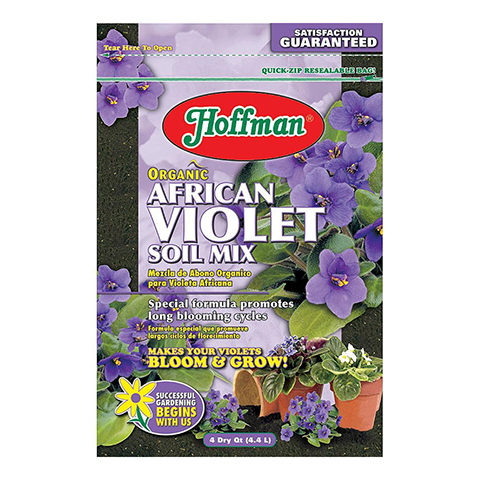 SATISFACTION
GUARANTEED
Tear Here To Open
QUICK-ZIP RESEALABLE BAG!
Hoffman®
ORGANIC
AFRICAN
VIOLET
SOIL MIX
Mezcla de Abono Organico
para Violeta Africana
Special formula promotes
long blooming cycles
Formula especial que promueve
largos ciclos de florecimiento
MAKES YOUR VIOLETS
BLOOM & GROW!
SUCCESSFUL
GARDENING
BEGINS
WITH US
4 Dry Qt (4.4 L)